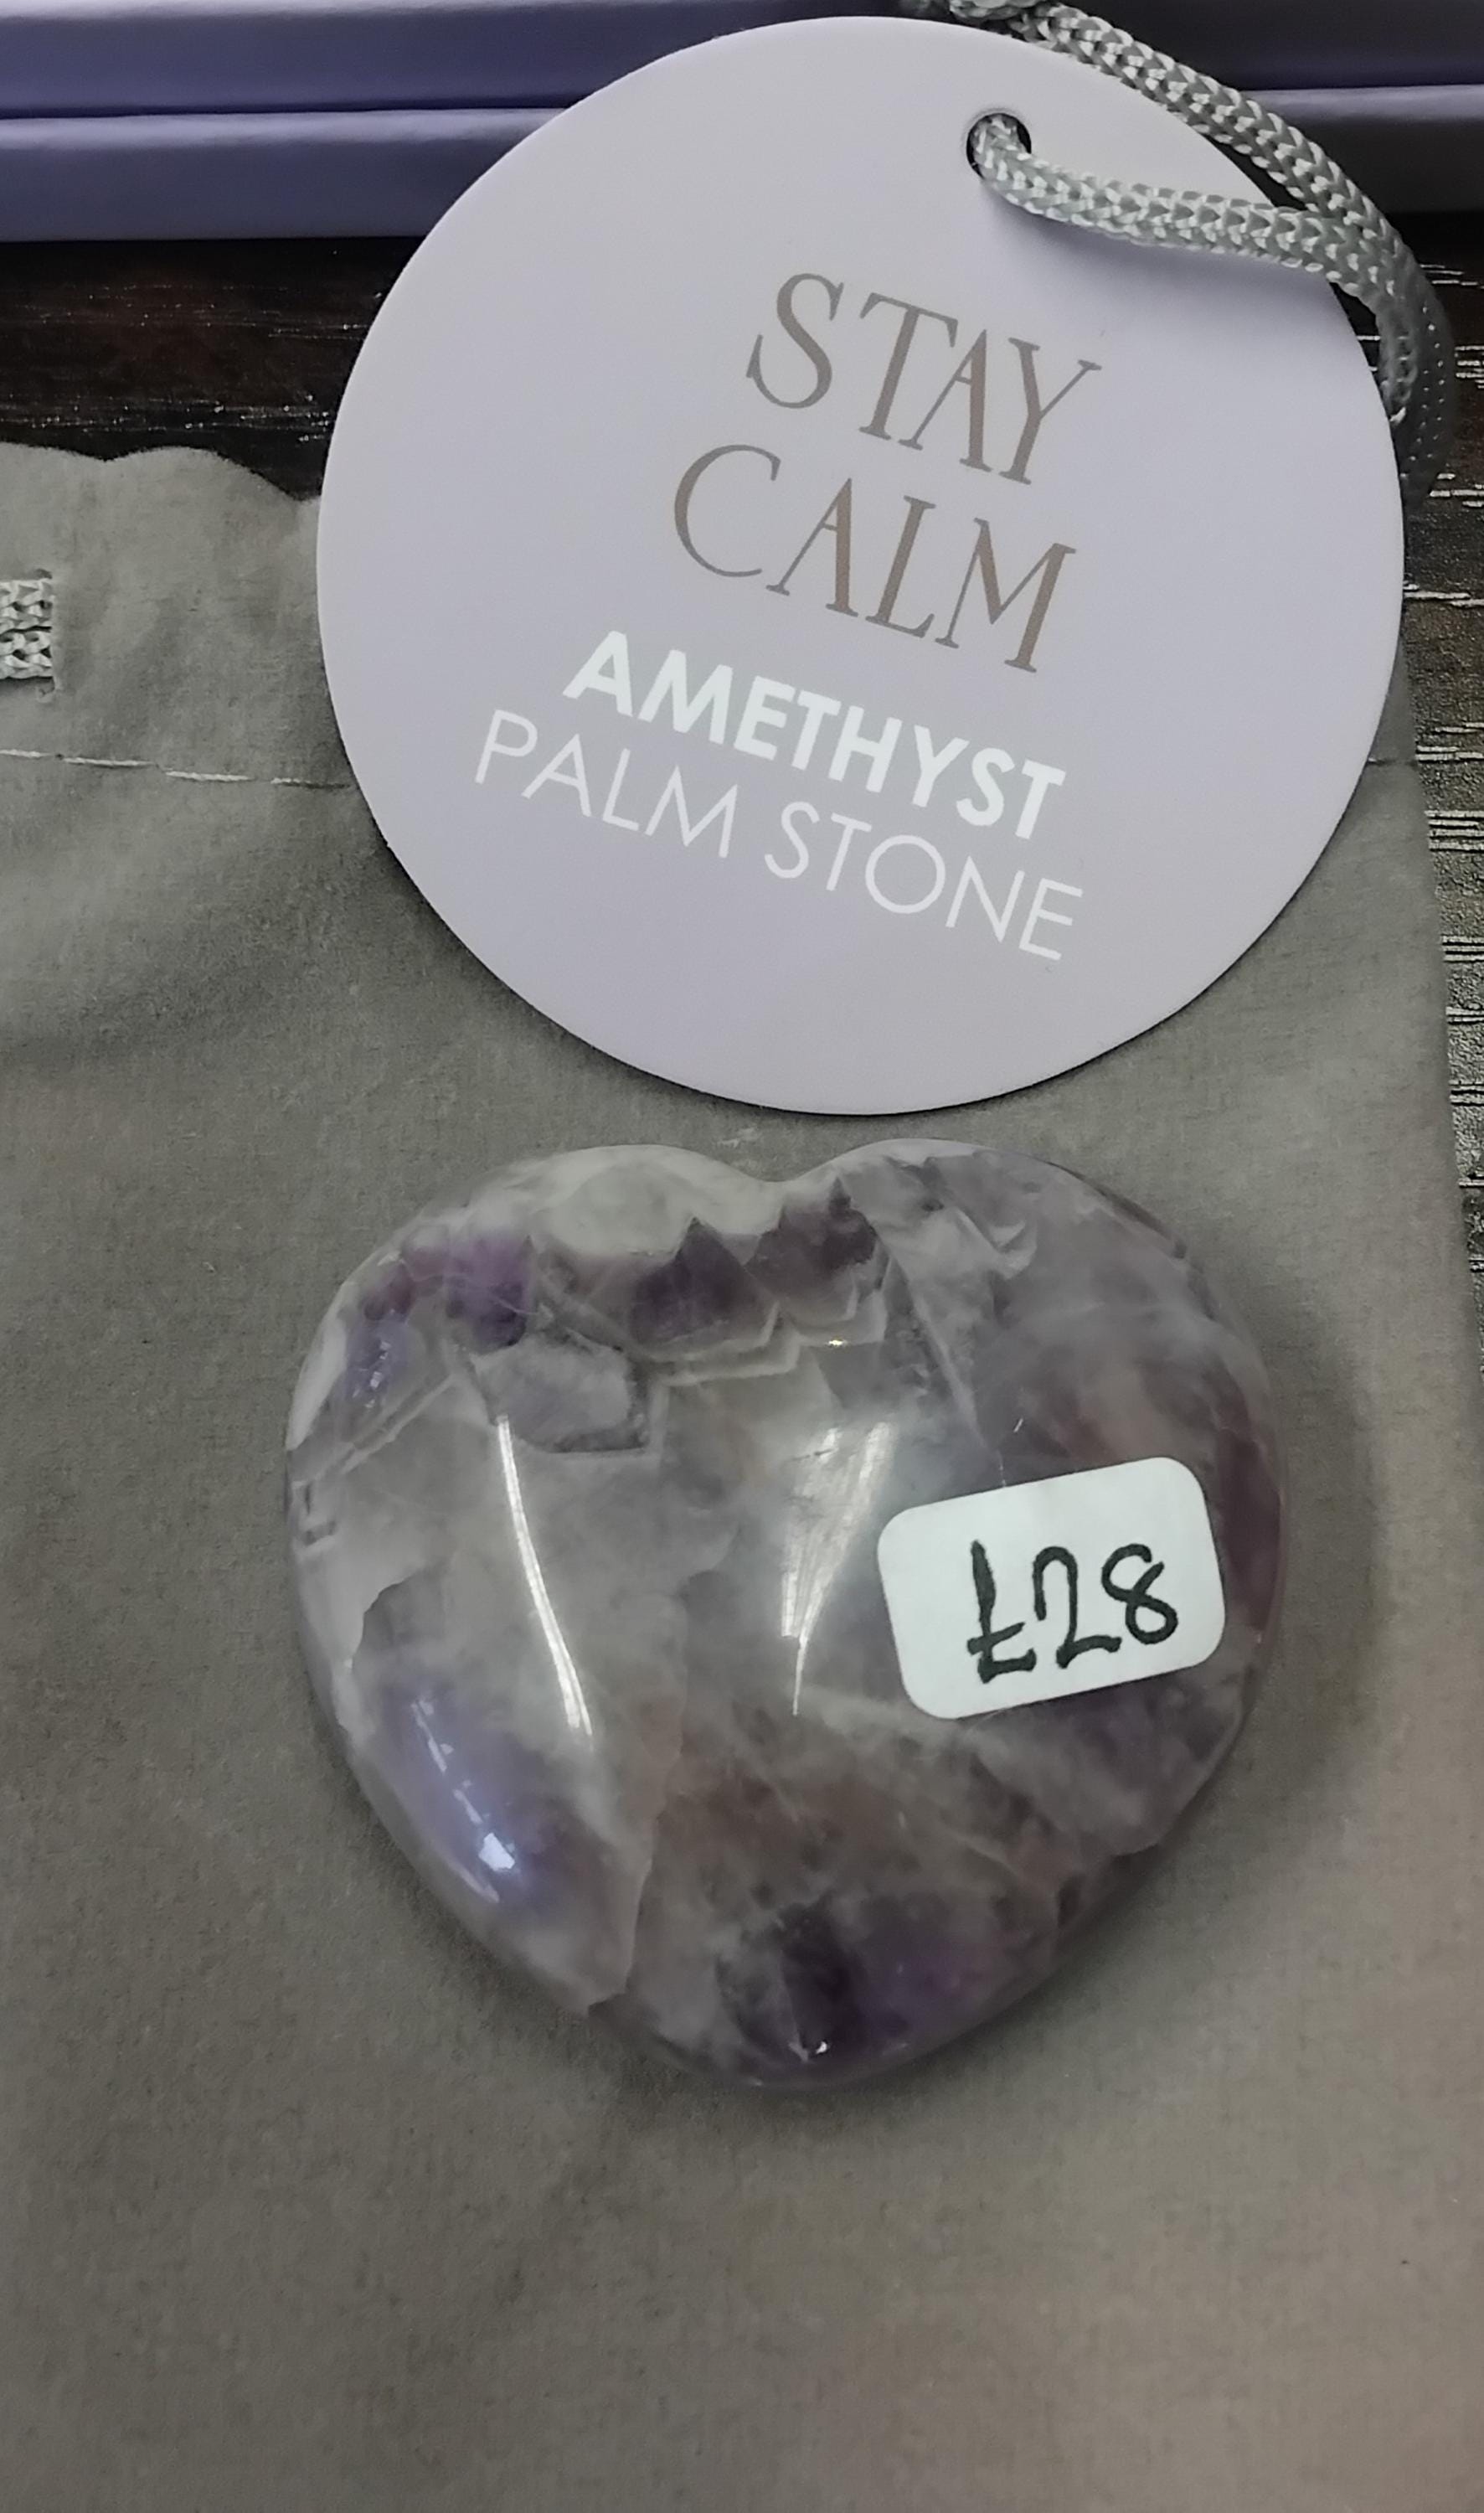 STAY
CALM
AMETHYST
PALM STONE
£28